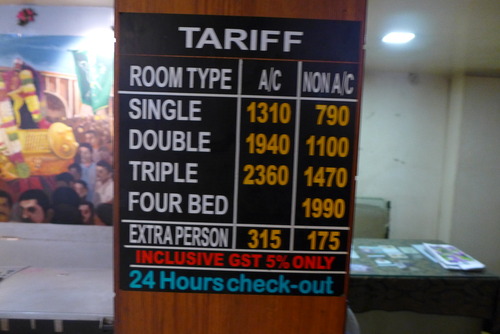 TARIFF
ROOM TYPE A/C NON A/C
SINGLE 1310 790
DOUBLE 1940 1100
TRIPLE 2360 1470
FOUR BED 1990
EXTRA PERSON 315 175
INCLUSIVE GST 5% ONLY
24 Hours check-out